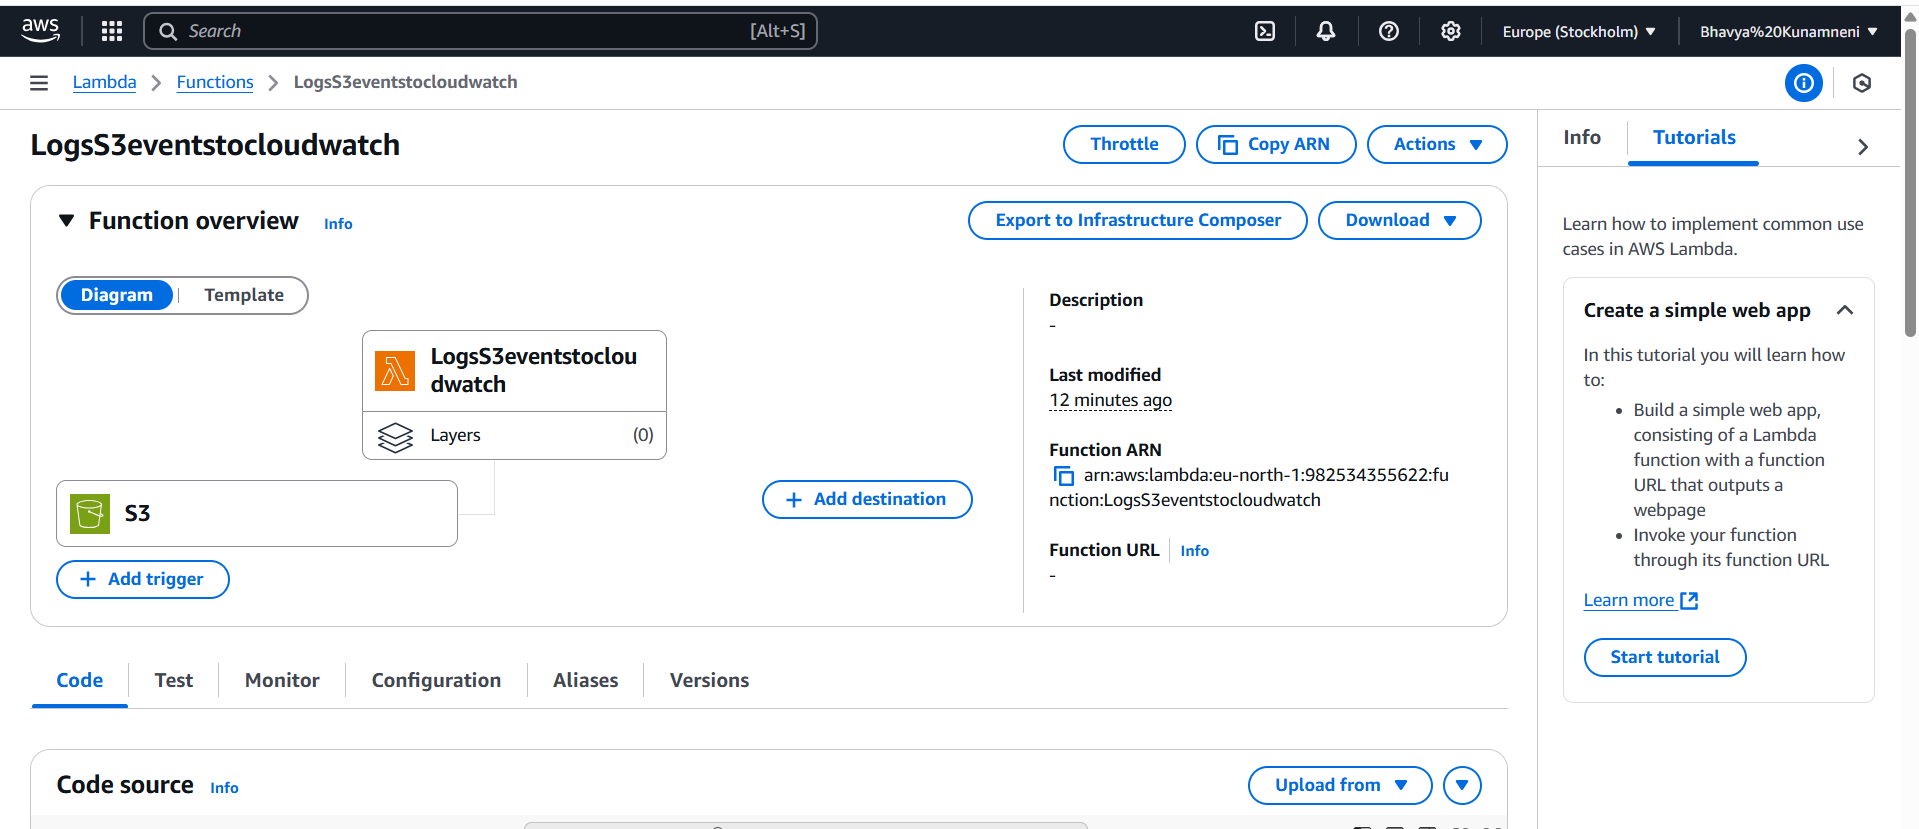 aws
Search
[Alt+S]
Europe (Stockholm)
Bhavya%20Kunamneni
Lambda
Functions
LogsS3eventstocloudwatch
LogsS3eventstocloudwatch
Throttle
Copy ARN
Actions
Function overview
Info
Export to Infrastructure Composer
Download
Diagram
Template
LogsS3eventstoclou
dwatch
Layers
(0)
S3
Add trigger
Add destination
Description
-
Last modified
12 minutes ago
Function ARN
arn:aws:lambda:eu-north-1:982534355622:fu
nction:LogsS3eventstocloudwatch
Function URL
Info
-
Code
Test
Monitor
Configuration
Aliases
Versions
Code source
Info
Upload from
Info
Tutorials
Learn how to implement common use
cases in AWS Lambda.
Create a simple web app
In this tutorial you will learn how
to:
• Build a simple web app,
consisting of a Lambda
function with a function
URL that outputs a
webpage
• Invoke your function
through its function URL
Learn more
Start tutorial